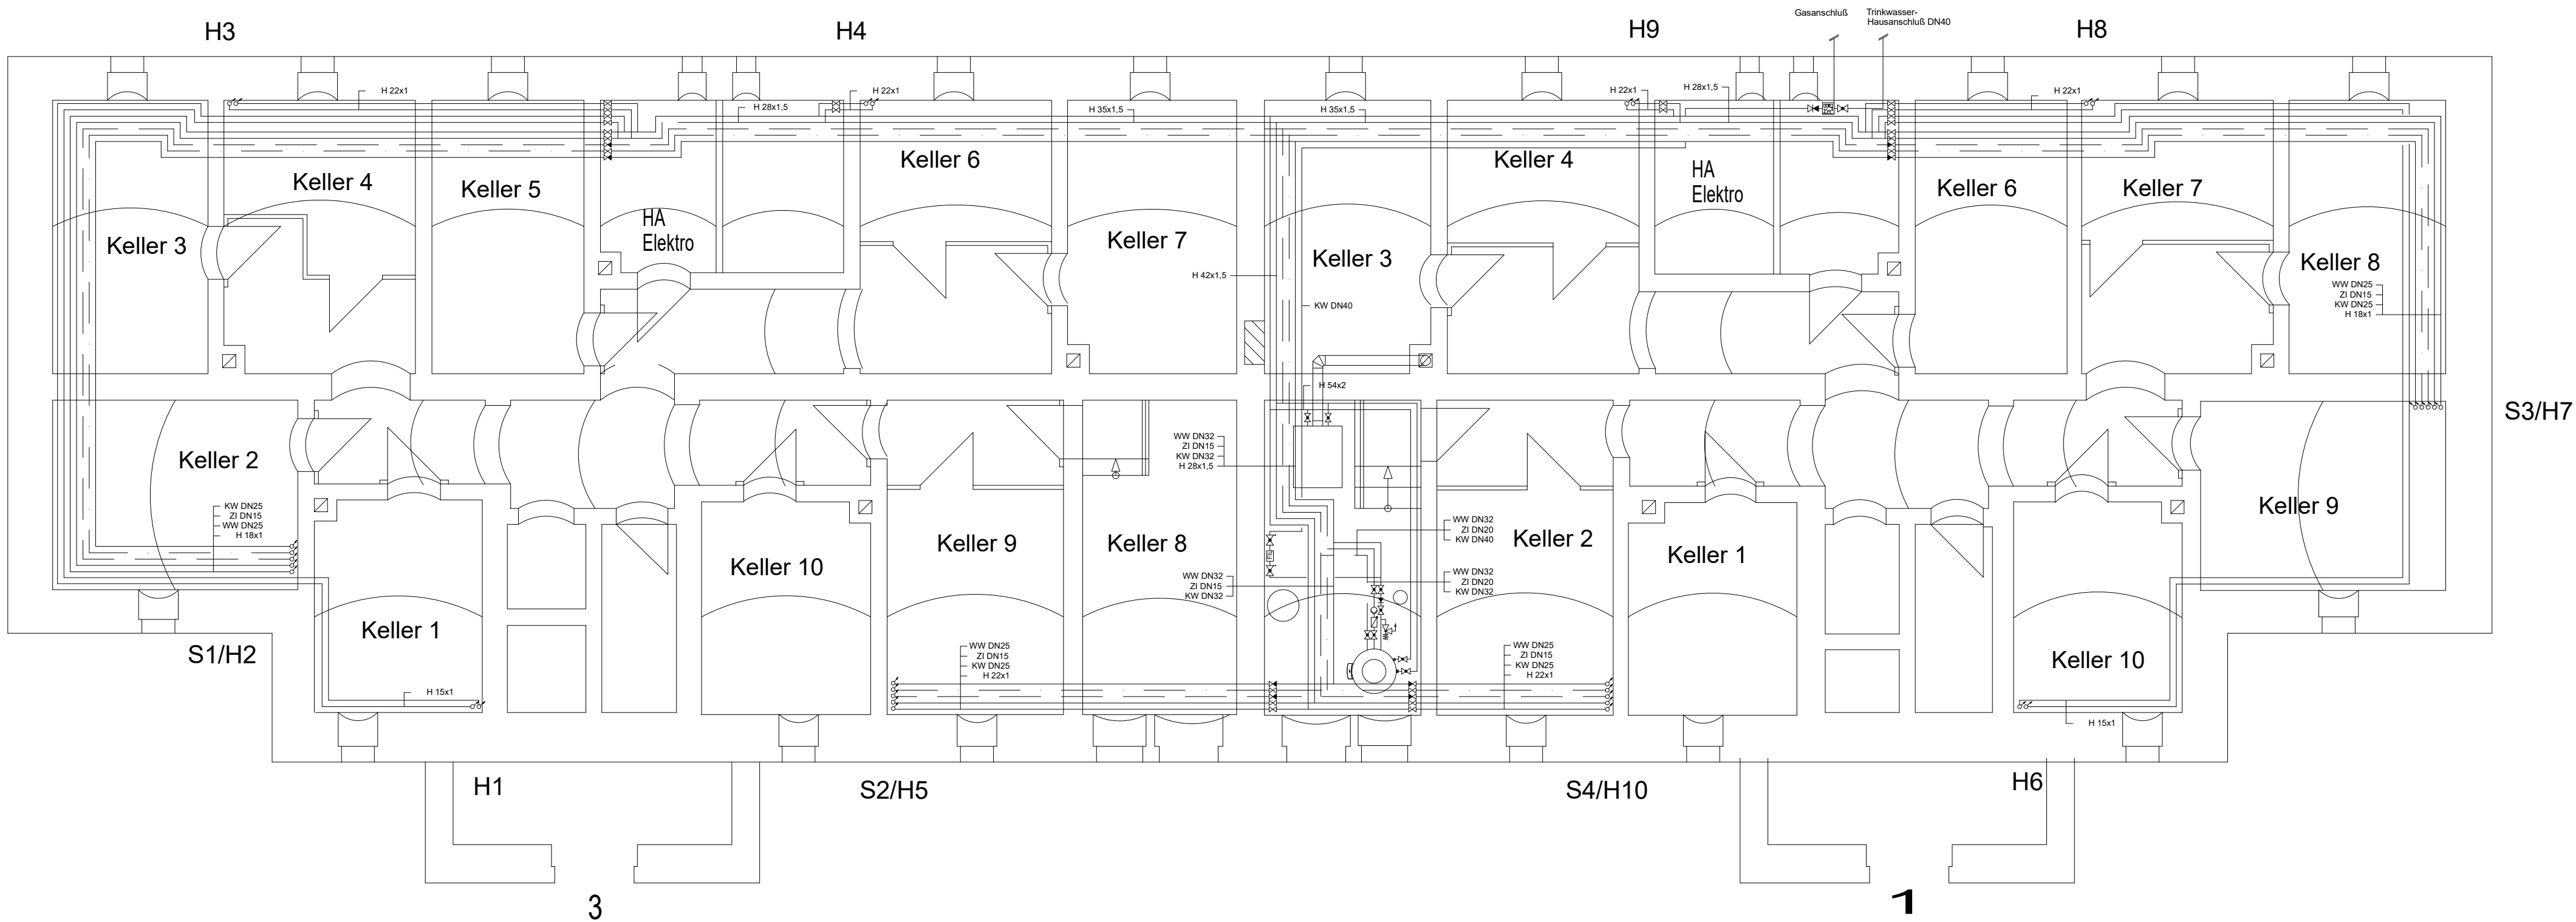 Gasanschluß
Trinkwasser-
Hausanschluß DN40
H3
H4
H9
H8
H 22x1
H 22x1
H 22x1
H 28x1,5
H 22x1
H 28x1,5
H 35x1,5
H 35x1,5
Keller 4
Keller 5
Keller 6
Keller 4
HA
Elektro
Keller 6
Keller 7
Keller 3
HA
Elektro
Keller 7
Keller 3
Keller 8
H 42x1,5
KW DN40
WW DN25
ZI DN15
KW DN25
H 18x1
H 54x2
S3/H7
WW DN32
ZI DN15
KW DN32
H 28x1,5
Keller 2
Keller 9
KW DN25
ZI DN15
WW DN25
H 18x1
WW DN32
ZI DN20
KW DN40
Keller 10
Keller 9
Keller 8
Keller 2
Keller 1
WW DN32
ZI DN15
KW DN32
WW DN32
ZI DN20
KW DN32
Keller 1
S1/H2
WW DN25
ZI DN15
KW DN25
H 22x1
WW DN25
ZI DN15
KW DN25
H 22x1
Keller 10
H 15x1
H 15x1
H1
S2/H5
S4/H10
H6
3
1